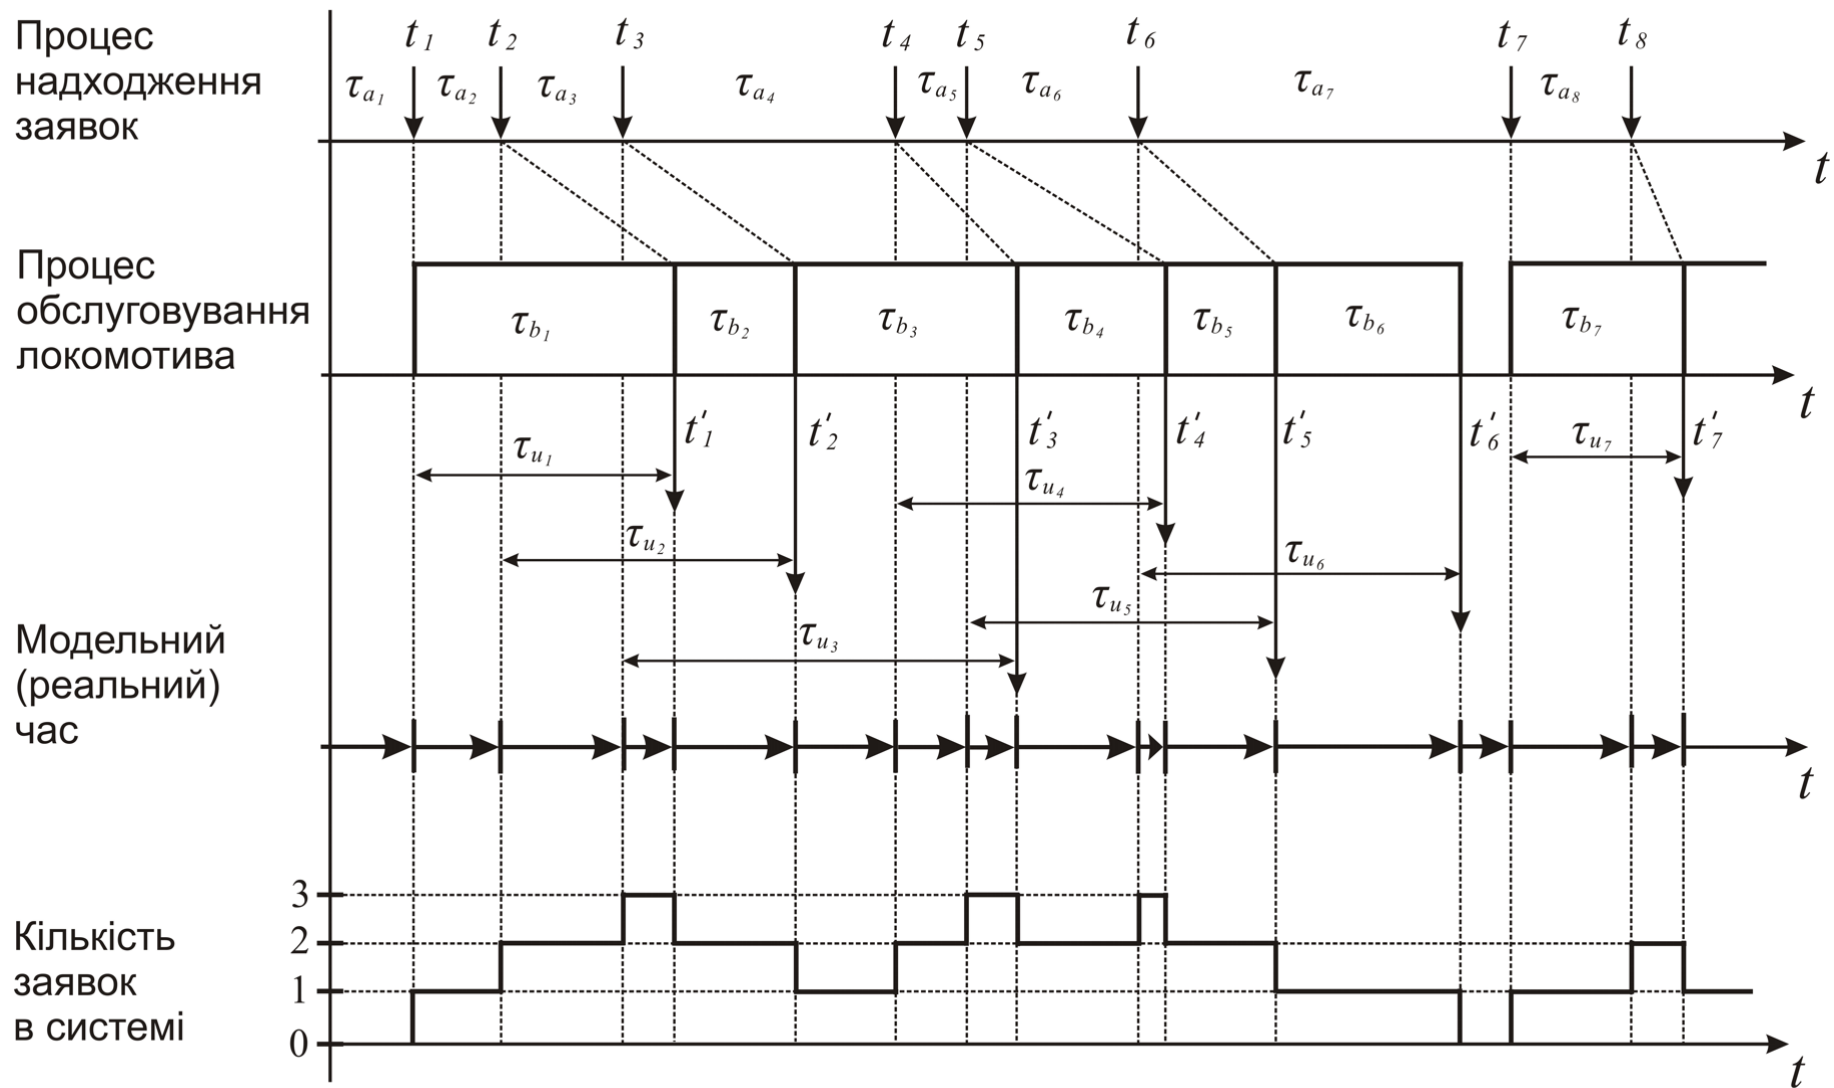 Процес
надходження
заявок
t₁ t₂ t₃ t₄ t₅ t₆ t₇ t₈
τa₁ τa₂ τa₃ τa₄ τa₅ τa₆ τa₇ τa₈
t
Процес
обслуговування
локомотива
τb₁ τb₂ τb₃ τb₄ τb₅ τb₆ τb₇
t
t'₁ t'₂ t'₃ t'₄ t'₅ t'₆ t'₇
τu₁ τu₇
τu₄
τu₂ τu₆
τu₅
τu₃
Модельний
(реальний)
час
t
Кількість
заявок
в системі
3
2
1
0
t